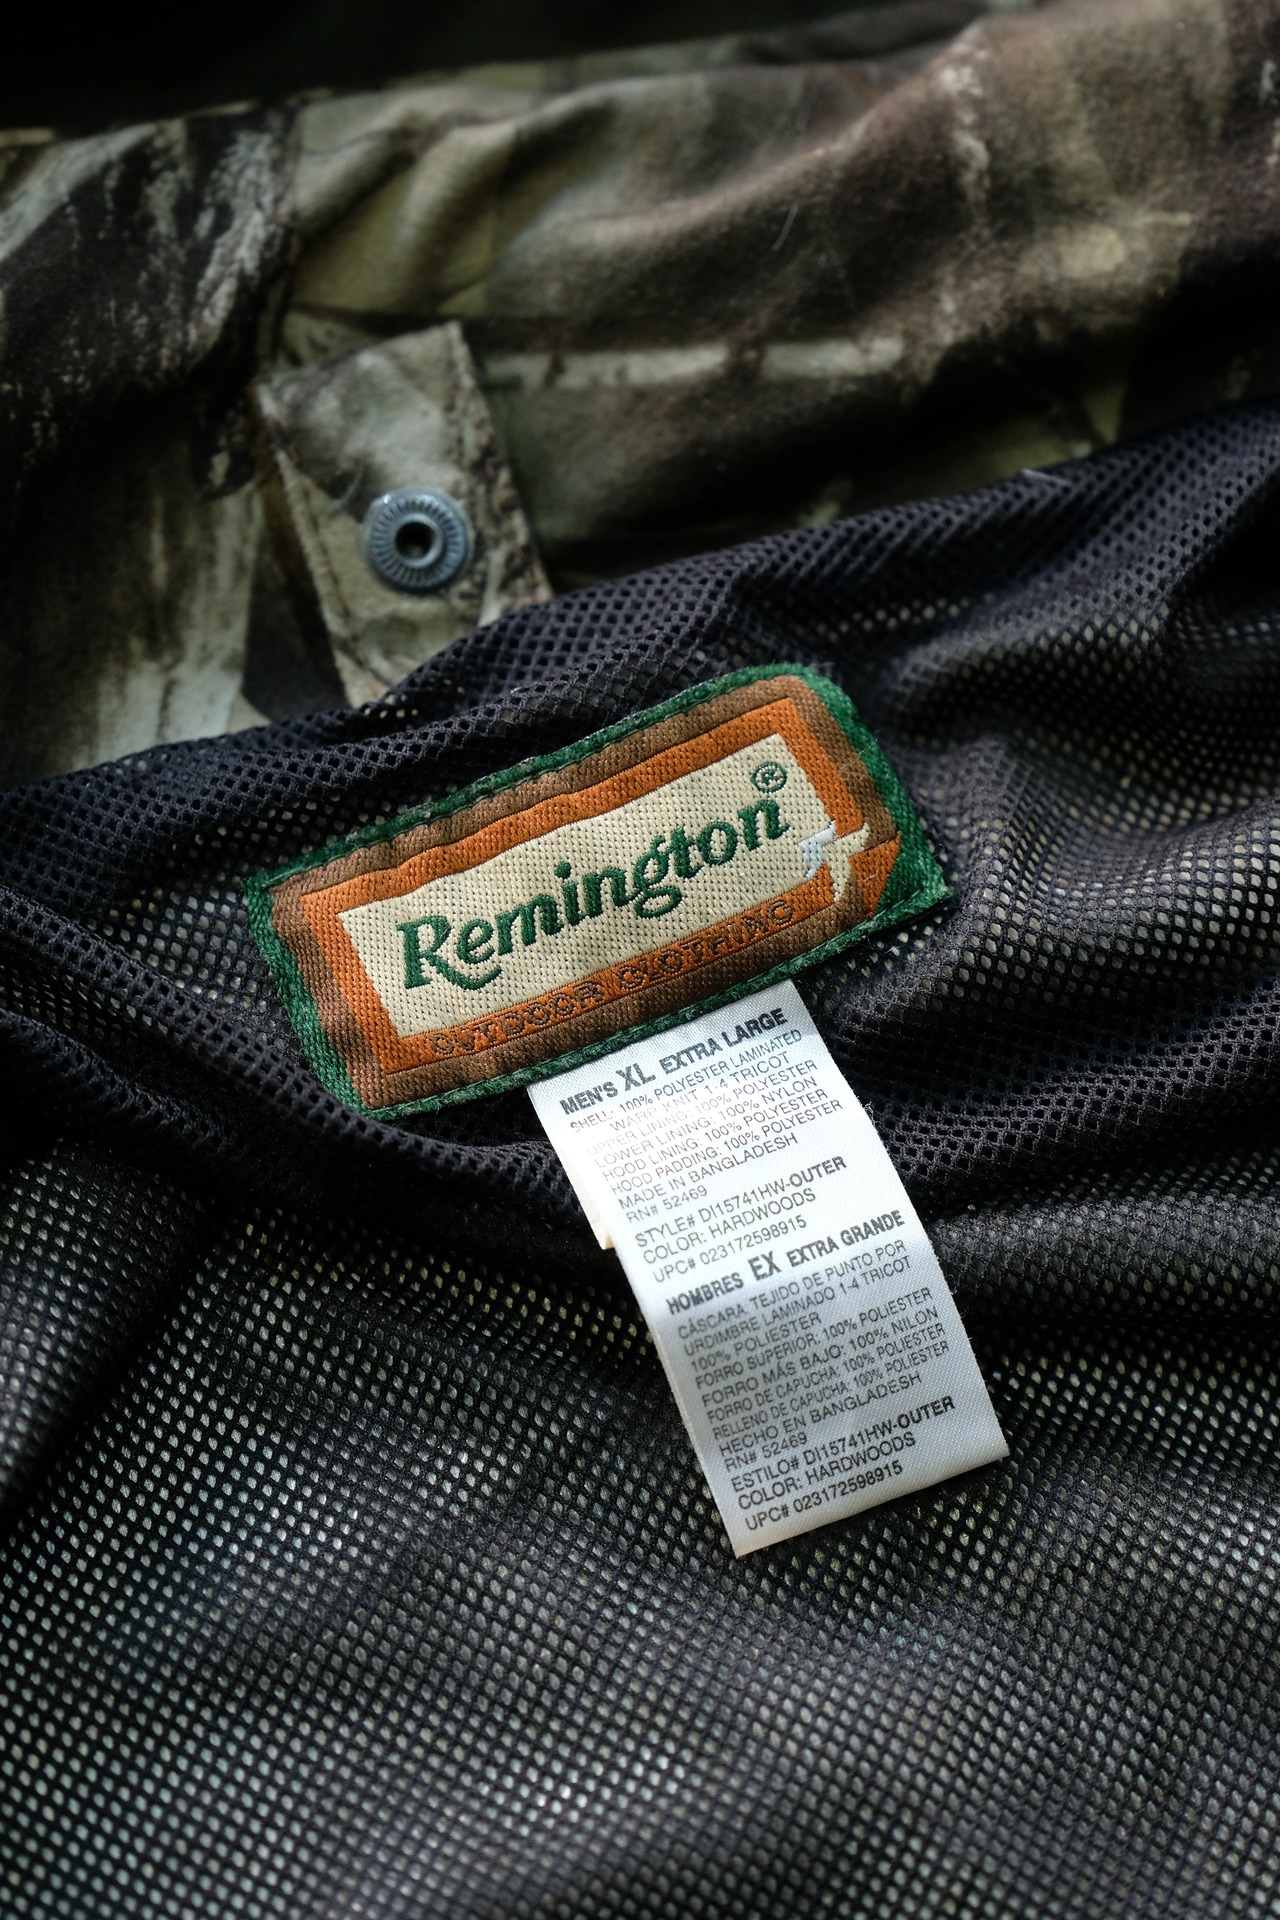 Remington®
OUTDOOR CLOTHING
MEN'S XL EXTRA LARGE
SHELL: 100% POLYESTER LAMINATED
WARP KNIT 1-4 TRICOT
UPPER LINING: 100% POLYESTER
LOWER LINING: 100% NYLON
HOOD LINING: 100% POLYESTER
HOOD PADDING: 100% POLYESTER
MADE IN BANGLADESH
RN# 52469
STYLE# DI15741HW-OUTER
COLOR: HARDWOODS
UPC# 023172598915
HOMBRES EX EXTRA GRANDE
CÁSCARA: TEJIDO DE PUNTO POR
URDIMBRE LAMINADO 1-4 TRICOT
100% POLIESTER
FORRO SUPERIOR: 100% POLIESTER
FORRO MÁS BAJO: 100% NILON
FORRO DE CAPUCHA: 100% POLIESTER
RELLENO DE CAPUCHA: 100% POLIESTER
HECHO EN BANGLADESH
RN# 52469
ESTILO# DI15741HW-OUTER
COLOR: HARDWOODS
UPC# 023172598915